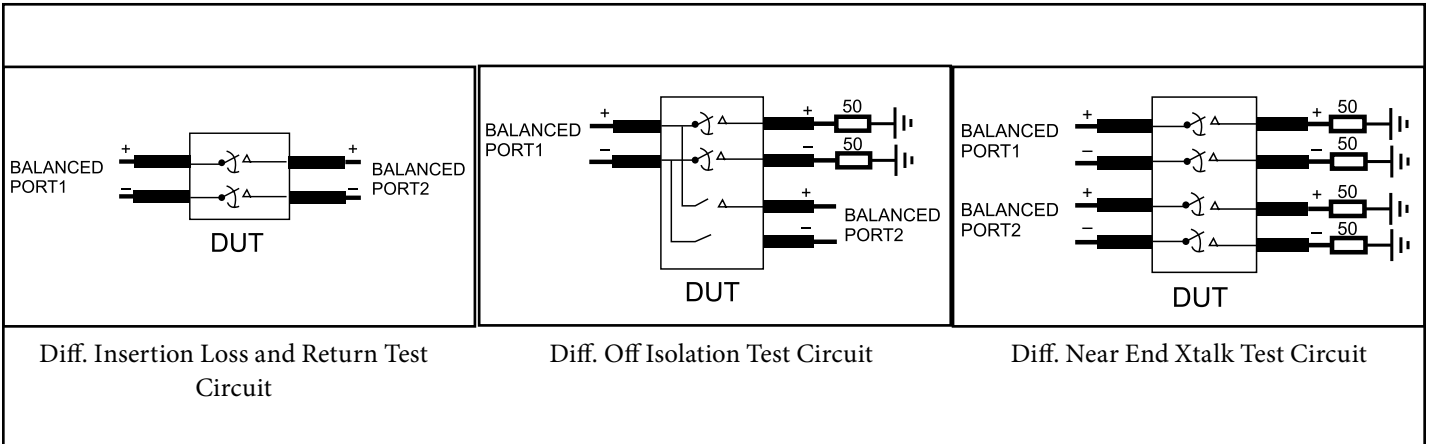 +
+
BALANCED
PORT1
BALANCED
PORT2
–
–
DUT
Diff. Insertion Loss and Return Test
Circuit
+
+
50
BALANCED
PORT1
–
–
50
+
BALANCED
PORT2
–
DUT
Diff. Off Isolation Test Circuit
+
+
50
BALANCED
PORT1
–
–
50
+
+
50
BALANCED
PORT2
–
–
50
DUT
Diff. Near End Xtalk Test Circuit